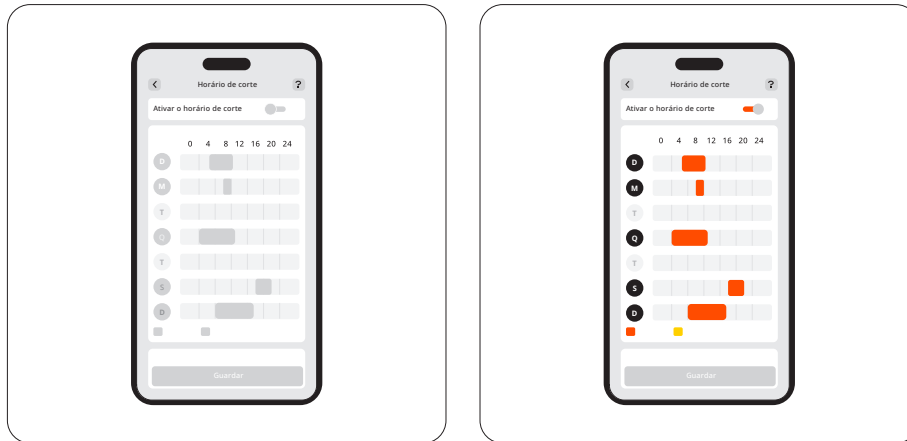 Horário de corte ?
Ativar o horário de corte
0 4 8 12 16 20 24
D
M
T
Q
T
S
D
Guardar
Horário de corte ?
Ativar o horário de corte
0 4 8 12 16 20 24
D
M
T
Q
T
S
D
Guardar